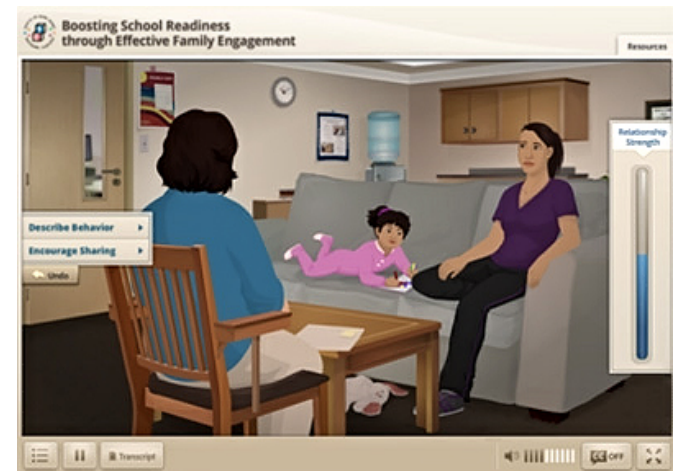 Boosting School Readiness
through Effective Family Engagement
Resources
Relationship
Strength
Describe Behavior
Encourage Sharing
Undo
Transcript
CC OFF